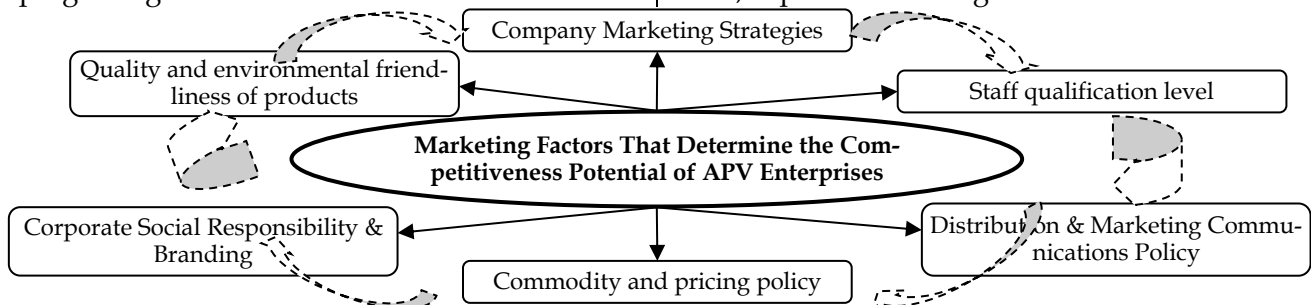 Company Marketing Strategies
Quality and environmental friend-
liness of products
Staff qualification level
Marketing Factors That Determine the Com-
petitiveness Potential of APV Enterprises
Corporate Social Responsibility &
Branding
Distribution & Marketing Commu-
nications Policy
Commodity and pricing policy